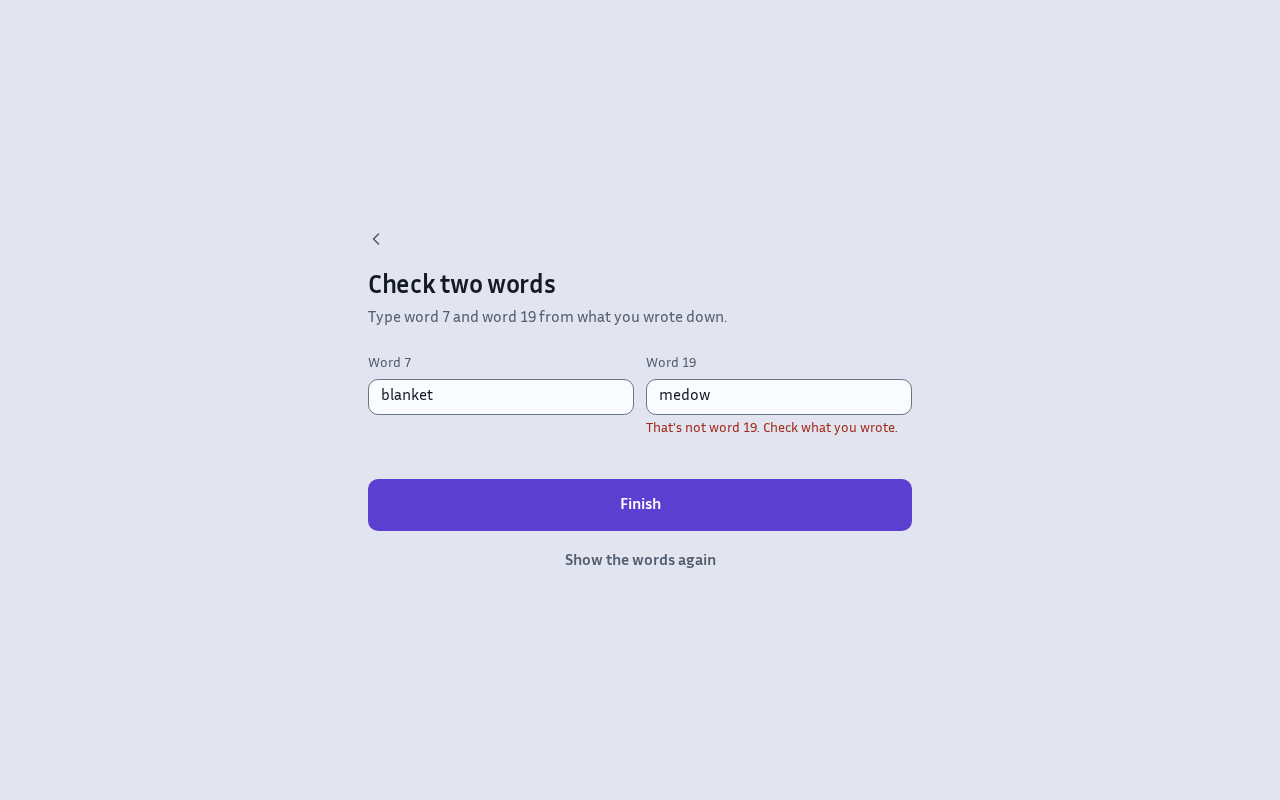 Check two words
Type word 7 and word 19 from what you wrote down.
Word 7
Word 19
blanket
medow
That's not word 19. Check what you wrote.
Finish
Show the words again